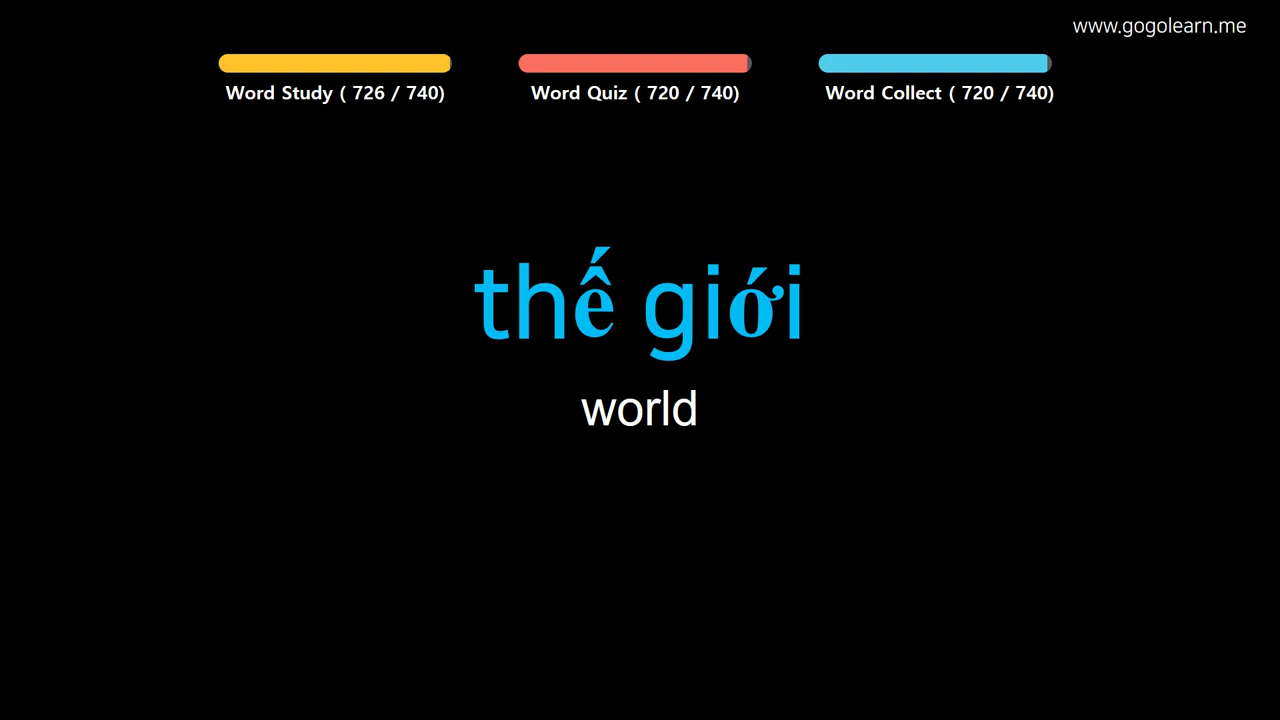 www.gogolearn.me
Word Study ( 726 / 740)
Word Quiz ( 720 / 740)
Word Collect ( 720 / 740)
thế giới
world